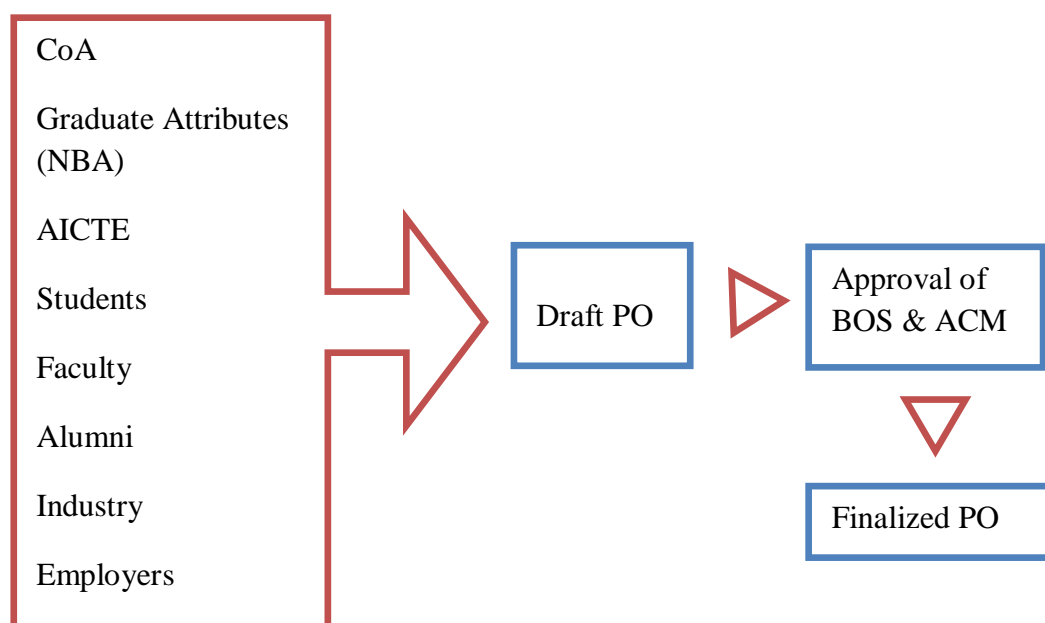 CoA
Graduate Attributes
(NBA)
AICTE
Students
Faculty
Alumni
Industry
Employers
Draft PO
Approval of
BOS & ACM
Finalized PO